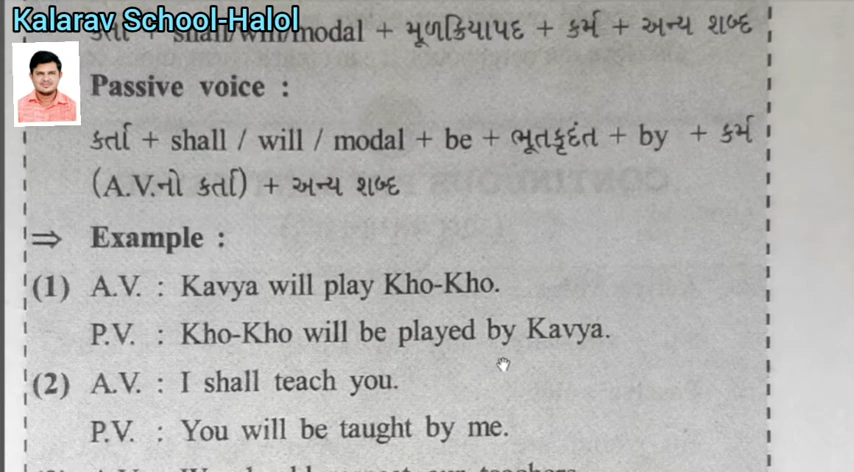 Kalarav School-Halol
shall/will/modal + મૂળક્રિયાપદ + કર્મ + અન્ય શબ્દ
Passive voice :
કર્તા + shall / will / modal + be + ભૂતકૃદંત + by + કર્મ
(A.V.નો કર્તા) + અન્ય શબ્દ
⇒ Example :
(1) A.V. : Kavya will play Kho-Kho.
P.V. : Kho-Kho will be played by Kavya.
(2) A.V. : I shall teach you.
P.V. : You will be taught by me.